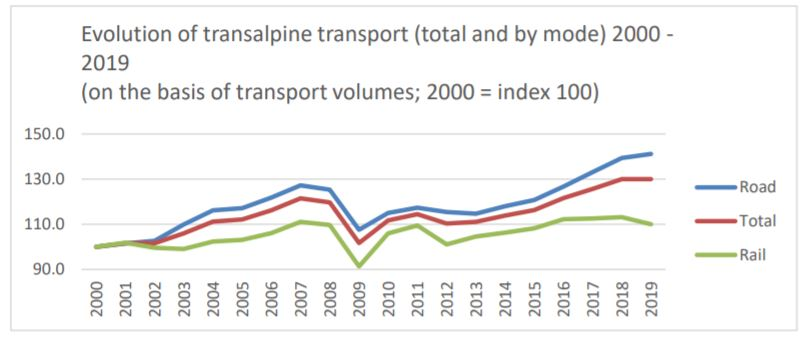 Evolution of transalpine transport (total and by mode) 2000 -
2019
(on the basis of transport volumes; 2000 = index 100)
150.0
130.0
110.0
90.0
Road
Total
Rail
2000 2001 2002 2003 2004 2005 2006 2007 2008 2009 2010 2011 2012 2013 2014 2015 2016 2017 2018 2019